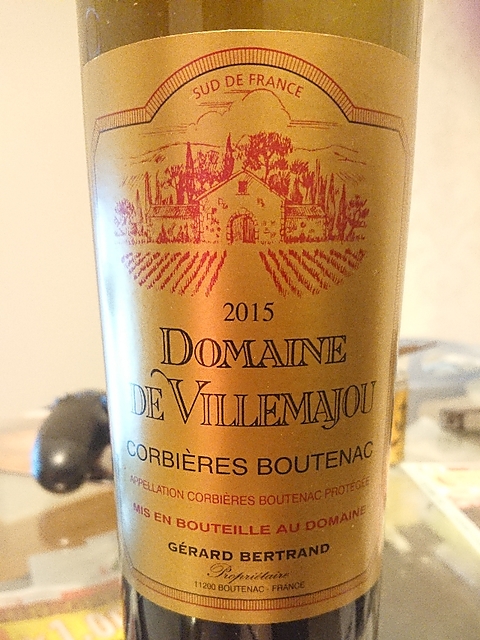 SUD DE FRANCE
2015
DOMAINE
DE VILLEMAJOU
CORBIÈRES BOUTENAC
APPELLATION CORBIÈRES BOUTENAC PROTÉGÉE
MIS EN BOUTEILLE AU DOMAINE
GÉRARD BERTRAND
Propriétaire
11200 BOUTENAC - FRANCE